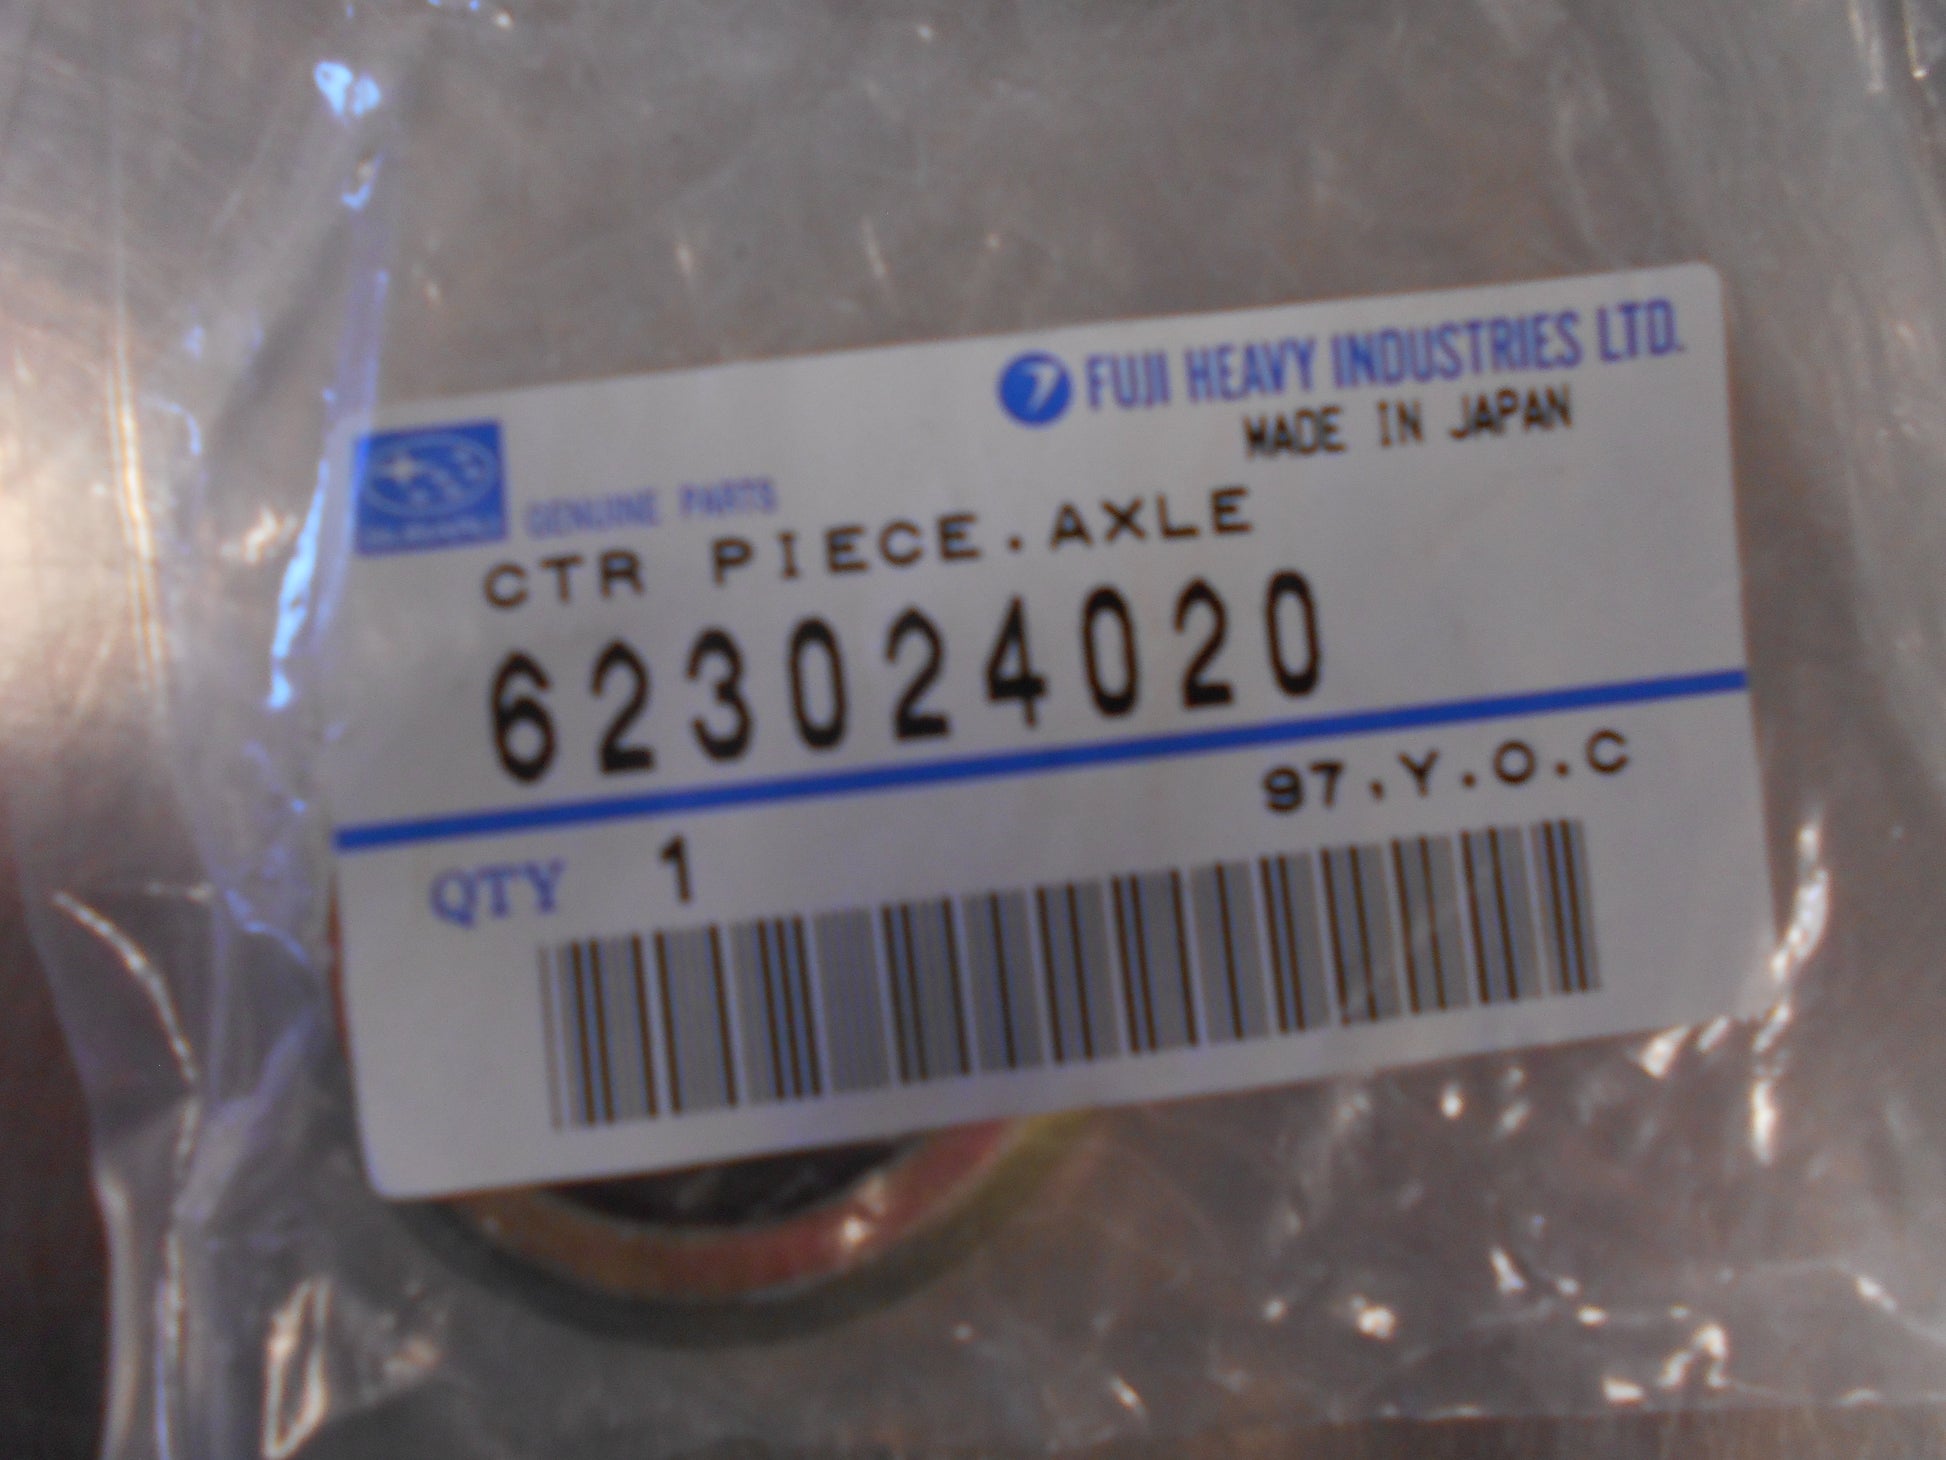 FUJI HEAVY INDUSTRIES LTD.
MADE IN JAPAN
GENUINE PARTS
CTR PIECE.AXLE
623024020
97,Y.O.C
QTY 1